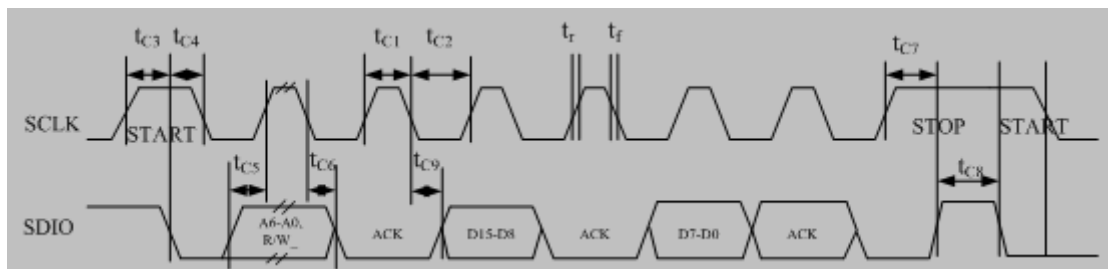 tC3 tC4 tC1 tC2 tr tf tC7
SCLK START STOP START
tC5 tC6 tC9 tC8
SDIO A6-A0, R/W_ ACK D15-D8 ACK D7-D0 ACK